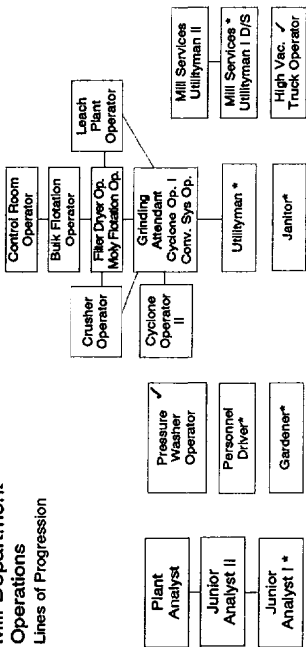 Mill Department
Operations
Lines of Progression
Control Room
Operator
Bulk Flotation
Operator
Crusher
Operator
Filter Dryer Op.
Moly Flotation Op.
Leach
Plant
Operator
Cyclone
Operator
II
Grinding
Attendant
Cyclone Op. I
Conv. Sys Op.
Utilityman *
Janitor*
Plant
Analyst
Junior
Analyst II
Junior
Analyst I *
Pressure ✓
Washer
Operator
Personnel
Driver*
Gardener*
Mill Services
Utilityman II
Mill Services *
Utilityman I D/S
High Vac. ✓
Truck Operator